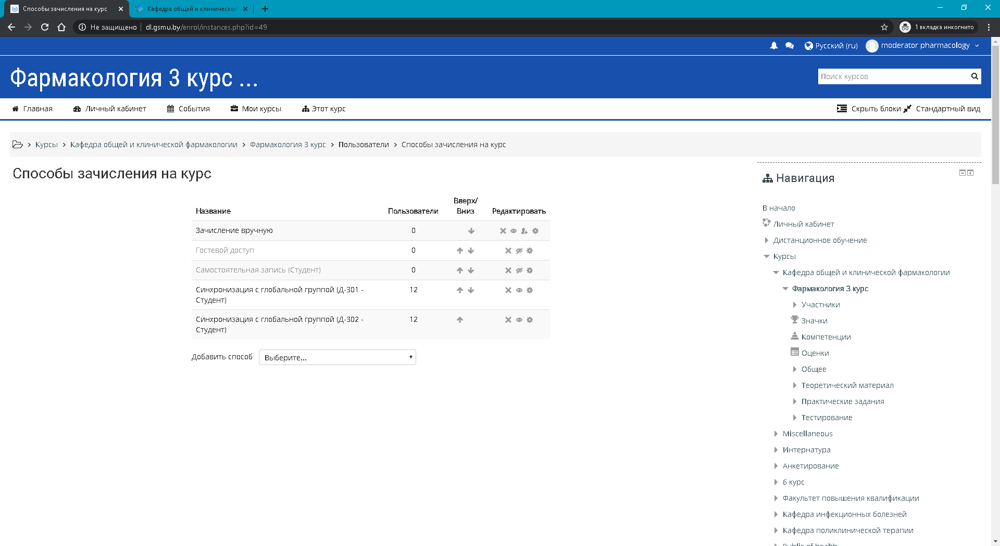 Способы зачисления на курс
Кафедра общей и клинической
Не защищено
dl.gsmu.by/enrol/instances.php?id=49
1 вкладка инкогнито
Русский (ru)
moderator pharmacology
Фармакология 3 курс ...
Поиск курсов
Главная
Личный кабинет
События
Мои курсы
Этот курс
Скрыть блоки
Стандартный вид
Курсы
Кафедра общей и клинической фармакологии
Фармакология 3 курс
Пользователи
Способы зачисления на курс
Способы зачисления на курс
Название
Пользователи
Вверх/
Вниз
Редактировать
Зачисление вручную
0
Гостевой доступ
0
Самостоятельная запись (Студент)
0
Синхронизация с глобальной группой (Д-301 -
Студент)
12
Синхронизация с глобальной группой (Д-302 -
Студент)
12
Добавить способ
Выберите...
Навигация
В начало
Личный кабинет
Дистанционное обучение
Курсы
Кафедра общей и клинической фармакологии
Фармакология 3 курс
Участники
Значки
Компетенции
Оценки
Общее
Теоретический материал
Практические задания
Тестирование
Miscellaneous
Интернатура
Анкетирование
6 курс
Факультет повышения квалификации
Кафедра инфекционных болезней
Кафедра поликлинической терапии
Public of health